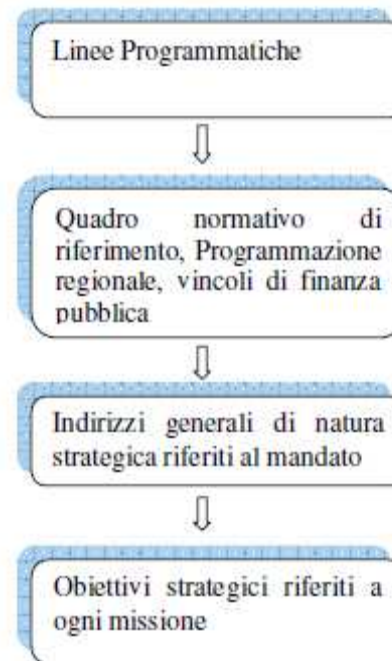 Linee Programmatiche
Quadro normativo di
riferimento, Programmazione
regionale, vincoli di finanza
pubblica
Indirizzi generali di natura
strategica riferiti al mandato
Obiettivi strategici riferiti a
ogni missione